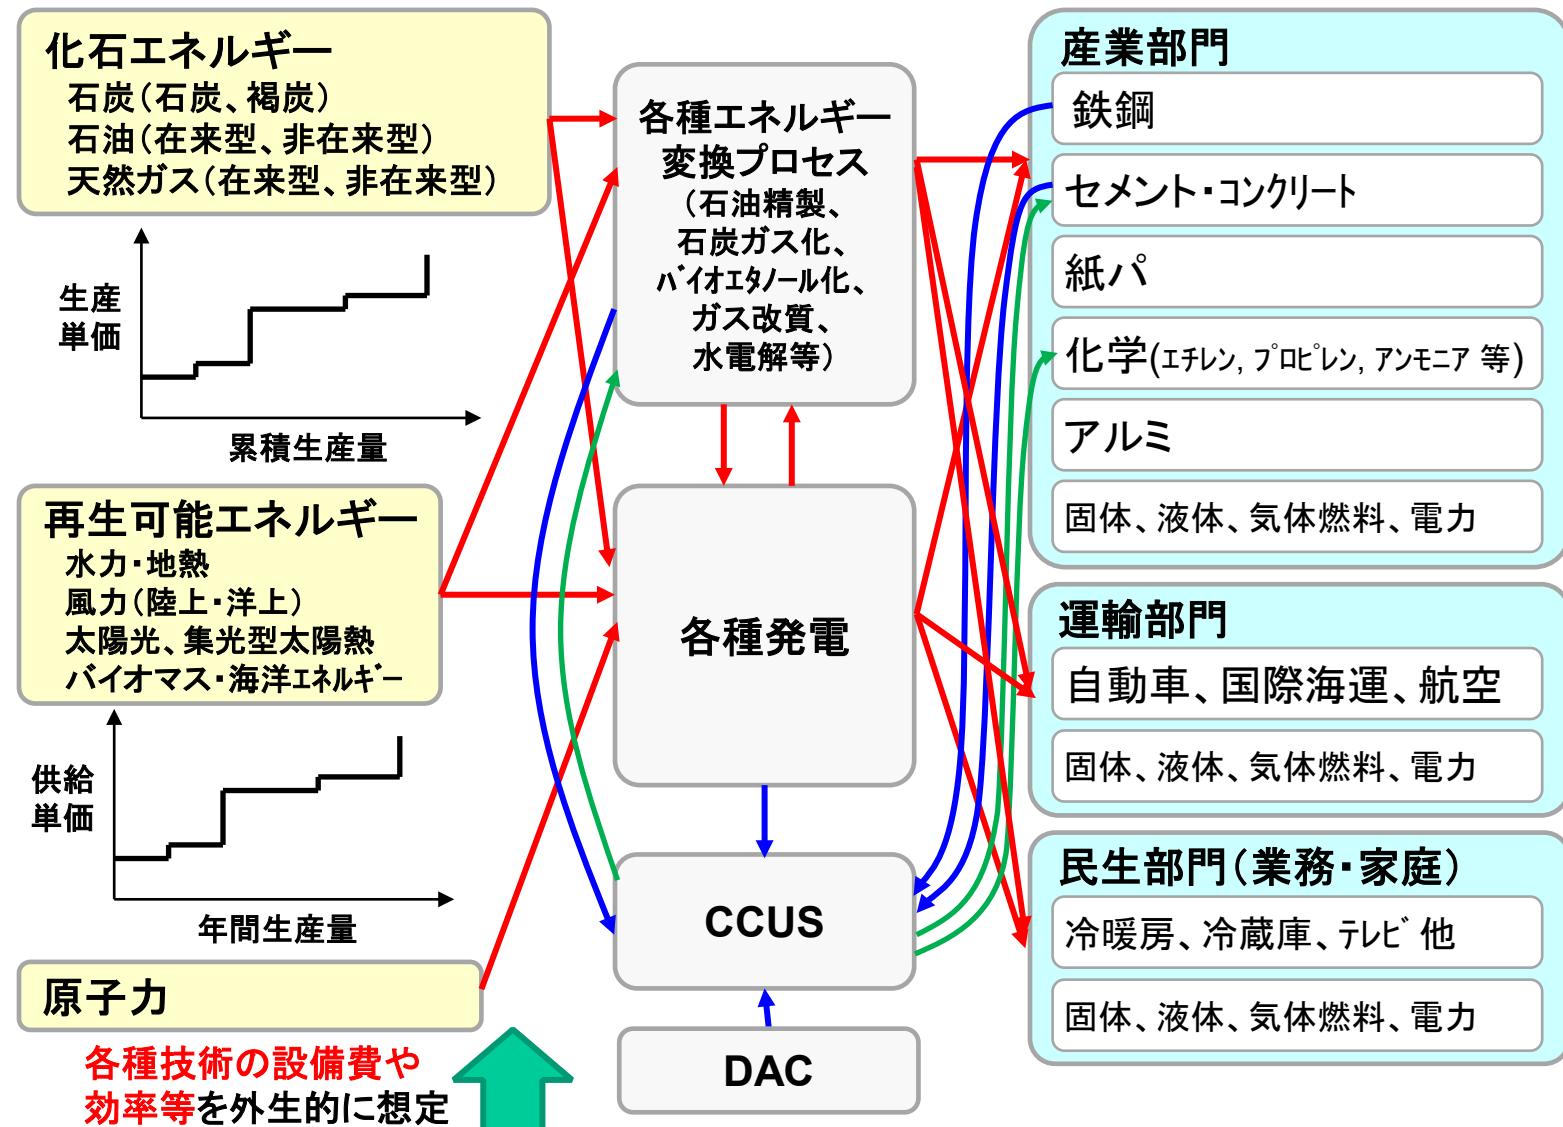 化石エネルギー
石炭（石炭、褐炭）
石油（在来型、非在来型）
天然ガス（在来型、非在来型）
生産
単価
累積生産量
再生可能エネルギー
水力・地熱
風力（陸上・洋上）
太陽光、集光型太陽熱
バイオマス・海洋ｴﾈﾙｷﾞｰ
供給
単価
年間生産量
原子力
各種技術の設備費や
効率等を外生的に想定
各種エネルギー
変換プロセス
（石油精製、
石炭ガス化、
ﾊﾞｲｵｴﾀﾉｰﾙ化、
ガス改質、
水電解等）
各種発電
CCUS
DAC
産業部門
鉄鋼
セメント・ｺﾝｸﾘｰﾄ
紙パ
化学(ｴﾁﾚﾝ, ﾌﾟﾛﾋﾟﾚﾝ, ｱﾝﾓﾆｱ 等)
アルミ
固体、液体、気体燃料、電力
運輸部門
自動車、国際海運、航空
固体、液体、気体燃料、電力
民生部門（業務・家庭）
冷暖房、冷蔵庫、ﾃﾚﾋﾞ他
固体、液体、気体燃料、電力